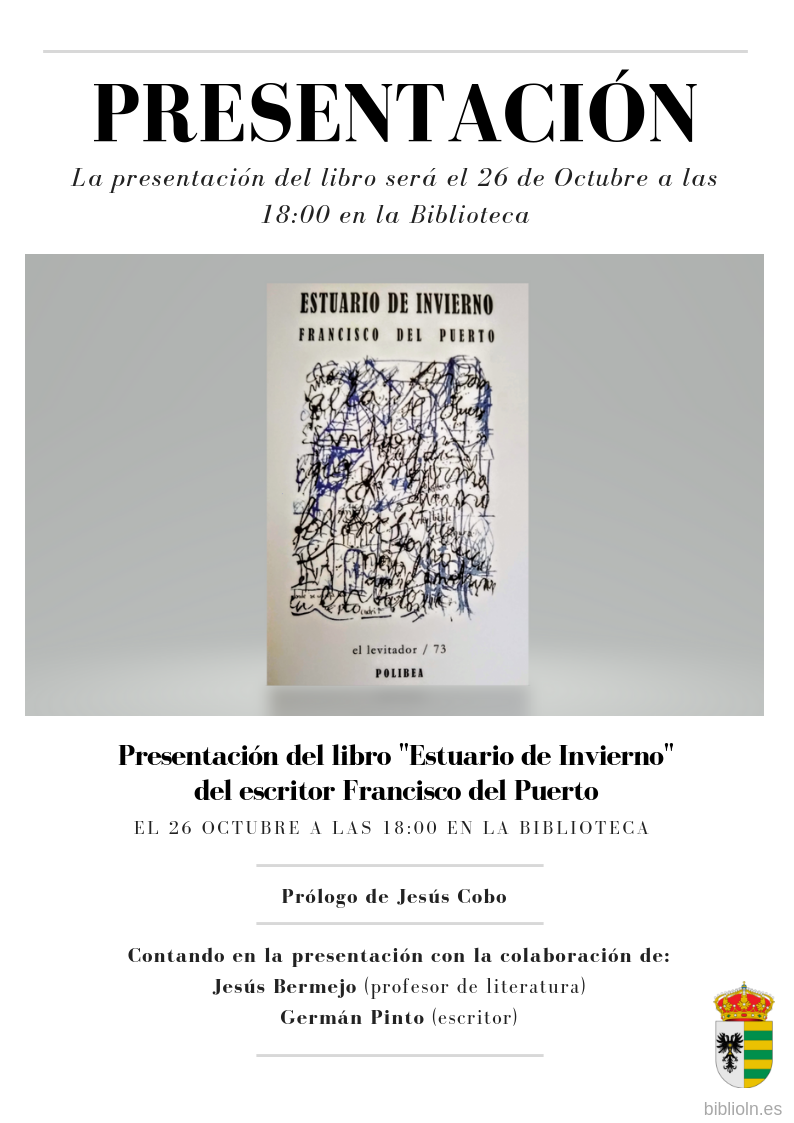 PRESENTACIÓN
La presentación del libro será el 26 de Octubre a las
18:00 en la Biblioteca
ESTUARIO DE INVIERNO
FRANCISCO DEL PUERTO
el levitador / 73
POLIBEA
Presentación del libro "Estuario de Invierno"
del escritor Francisco del Puerto
EL 26 OCTUBRE A LAS 18:00 EN LA BIBLIOTECA
Prólogo de Jesús Cobo
Contando en la presentación con la colaboración de:
Jesús Bermejo (profesor de literatura)
Germán Pinto (escritor)
biblioln.es